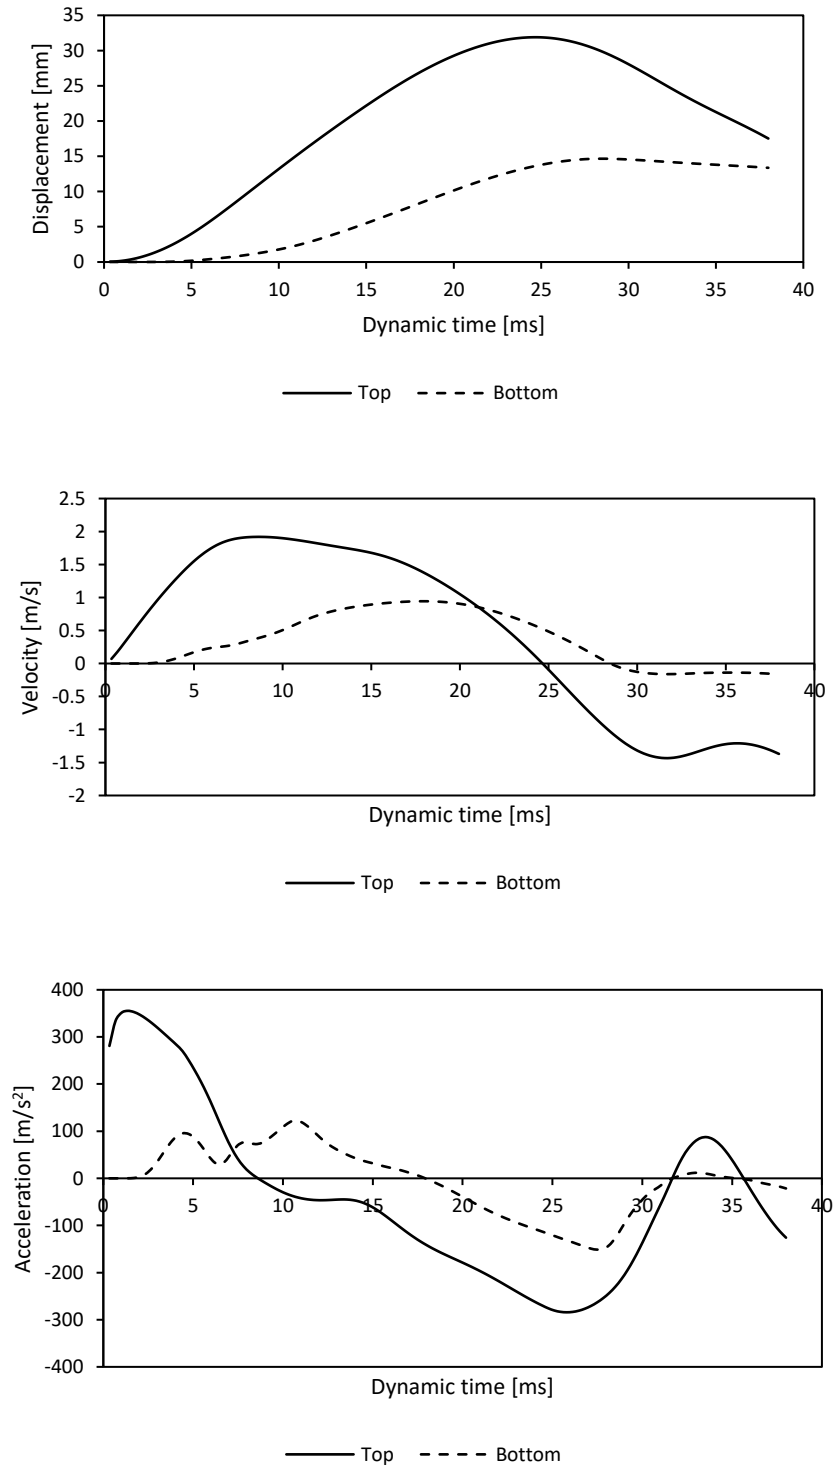 35
30
25
20
15
10
5
0
Displacement [mm]
0 5 10 15 20 25 30 35 40
Dynamic time [ms]
Top Bottom
2.5
2
1.5
1
0.5
0
-0.5
-1
-1.5
-2
Velocity [m/s]
0 5 10 15 20 25 30 35 40
Dynamic time [ms]
Top Bottom
400
300
200
100
0
-100
-200
-300
-400
Acceleration [m/s²]
0 5 10 15 20 25 30 35 40
Dynamic time [ms]
Top Bottom